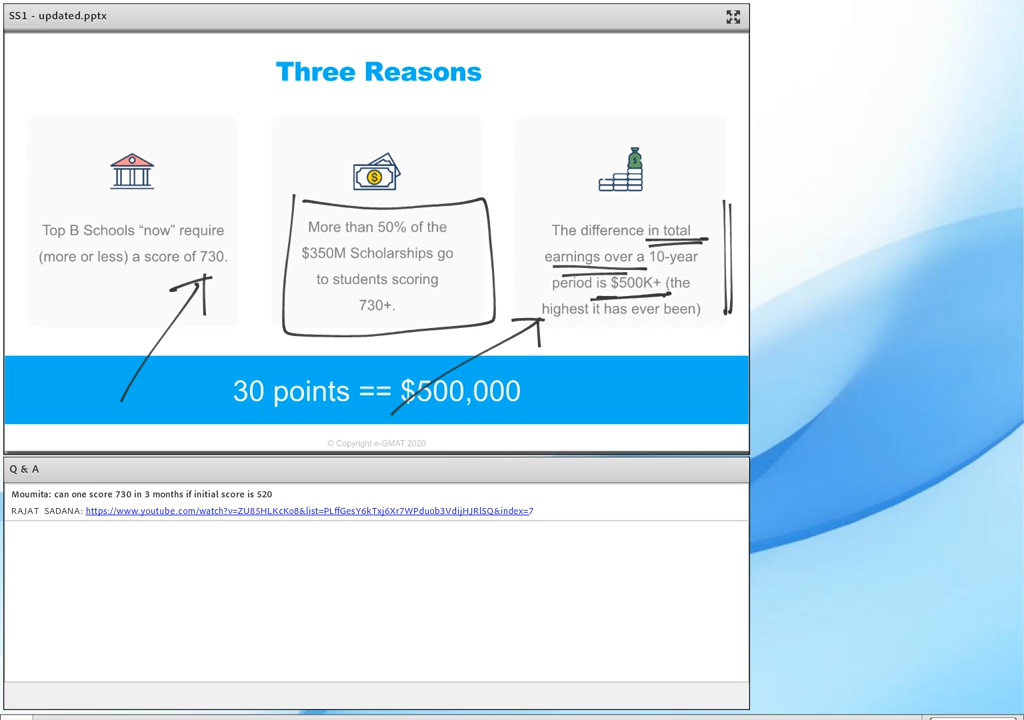 SS1 - updated.pptx
Three Reasons
Top B Schools “now” require
(more or less) a score of 730.
More than 50% of the
$350M Scholarships go
to students scoring
730+.
The difference in total
earnings over a 10-year
period is $500K+ (the
highest it has ever been)
30 points == $500,000
© Copyright e-GMAT 2020
Q & A
Moumita: can one score 730 in 3 months if initial score is 520
RAJAT SADANA: https://www.youtube.com/watch?v=ZU85HLKcKo8&list=PLffGesY6kTxj6Xr7WPduob3VdijHJRlSQ&index=7